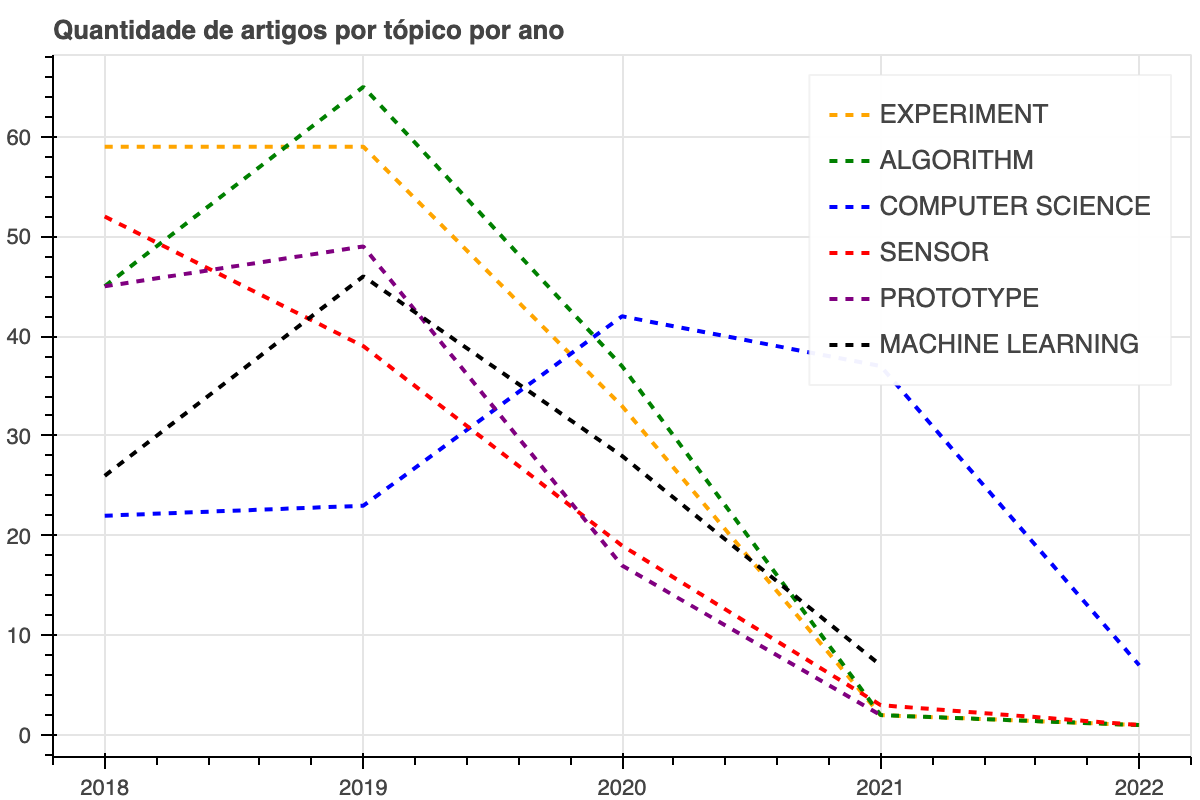 Quantidade de artigos por tópico por ano
EXPERIMENT
ALGORITHM
COMPUTER SCIENCE
SENSOR
PROTOTYPE
MACHINE LEARNING
60
50
40
30
20
10
0
2018 2019 2020 2021 2022